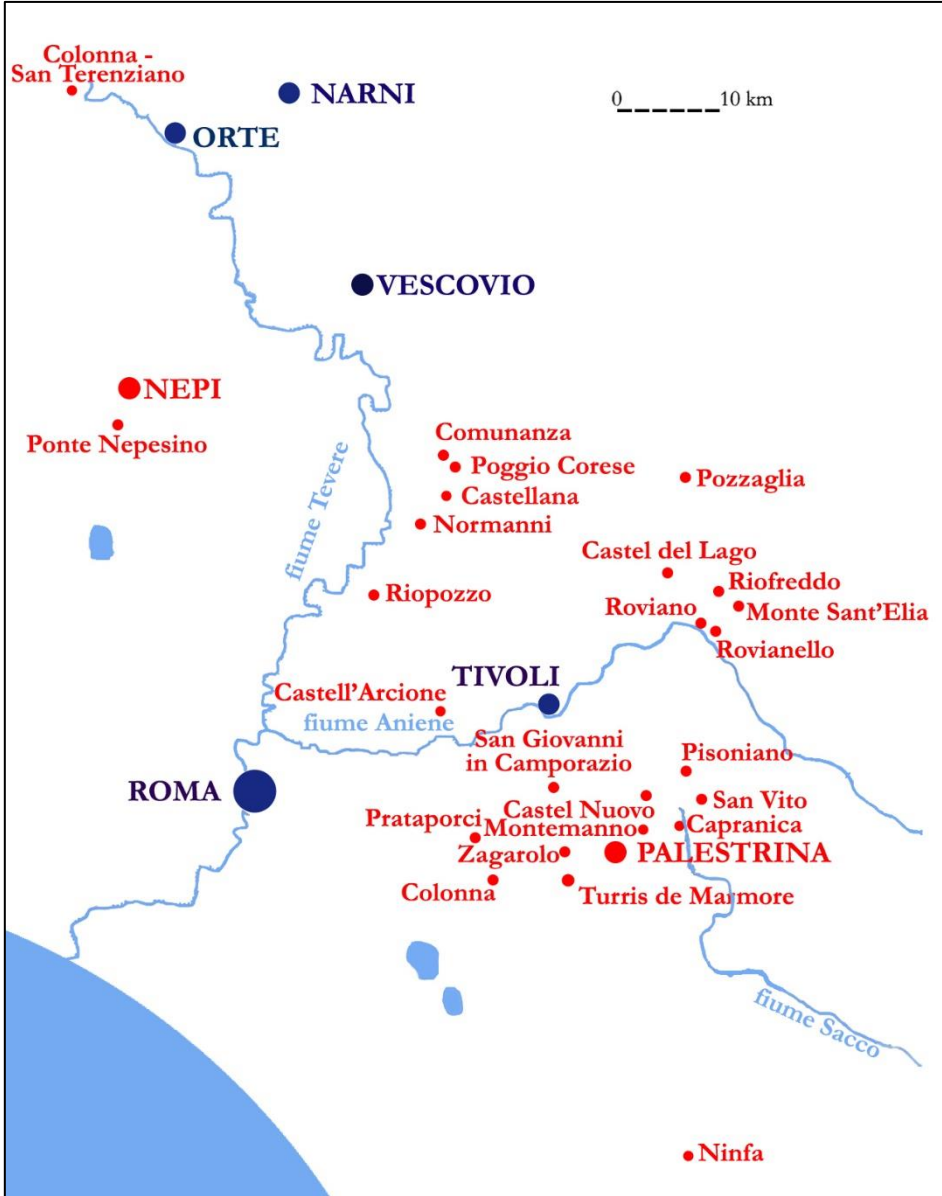 Colonna -
San Terenziano
NARNI
0 10 km
ORTE
VESCOVIO
NEPI
Ponte Nepesino
fiume Tevere
Comunanza
Poggio Corese
Pozzaglia
Castellana
Normanni
Castel del Lago
Riofreddo
Riopozzo
Roviano
Monte Sant'Elia
Rovianello
TIVOLI
Castell'Arcione
fiume Aniene
San Giovanni
in Camporazio
Pisoniano
ROMA
Castel Nuovo
San Vito
Prataporci
Montemanno
Capranica
Zagarolo
PALESTRINA
Colonna
Turris de Marmore
fiume Sacco
Ninfa